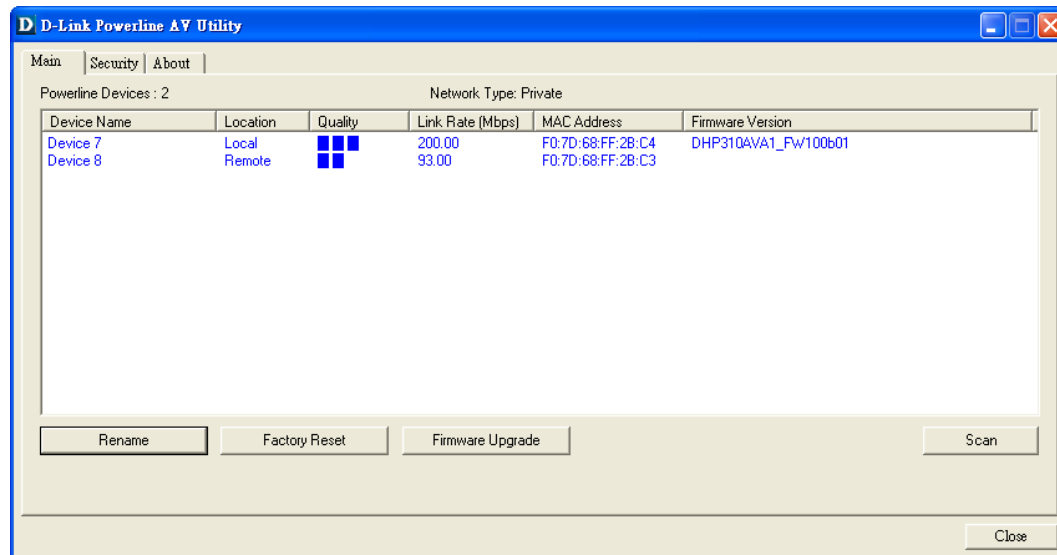 D D-Link Powerline AV Utility
Main Security About
Powerline Devices : 2 Network Type: Private
Device Name Location Quality Link Rate (Mbps) MAC Address Firmware Version
Device 7 Local 200.00 F0:7D:68:FF:2B:C4 DHP310AVA1_FW100b01
Device 8 Remote 93.00 F0:7D:68:FF:2B:C3
Rename Factory Reset Firmware Upgrade Scan
Close